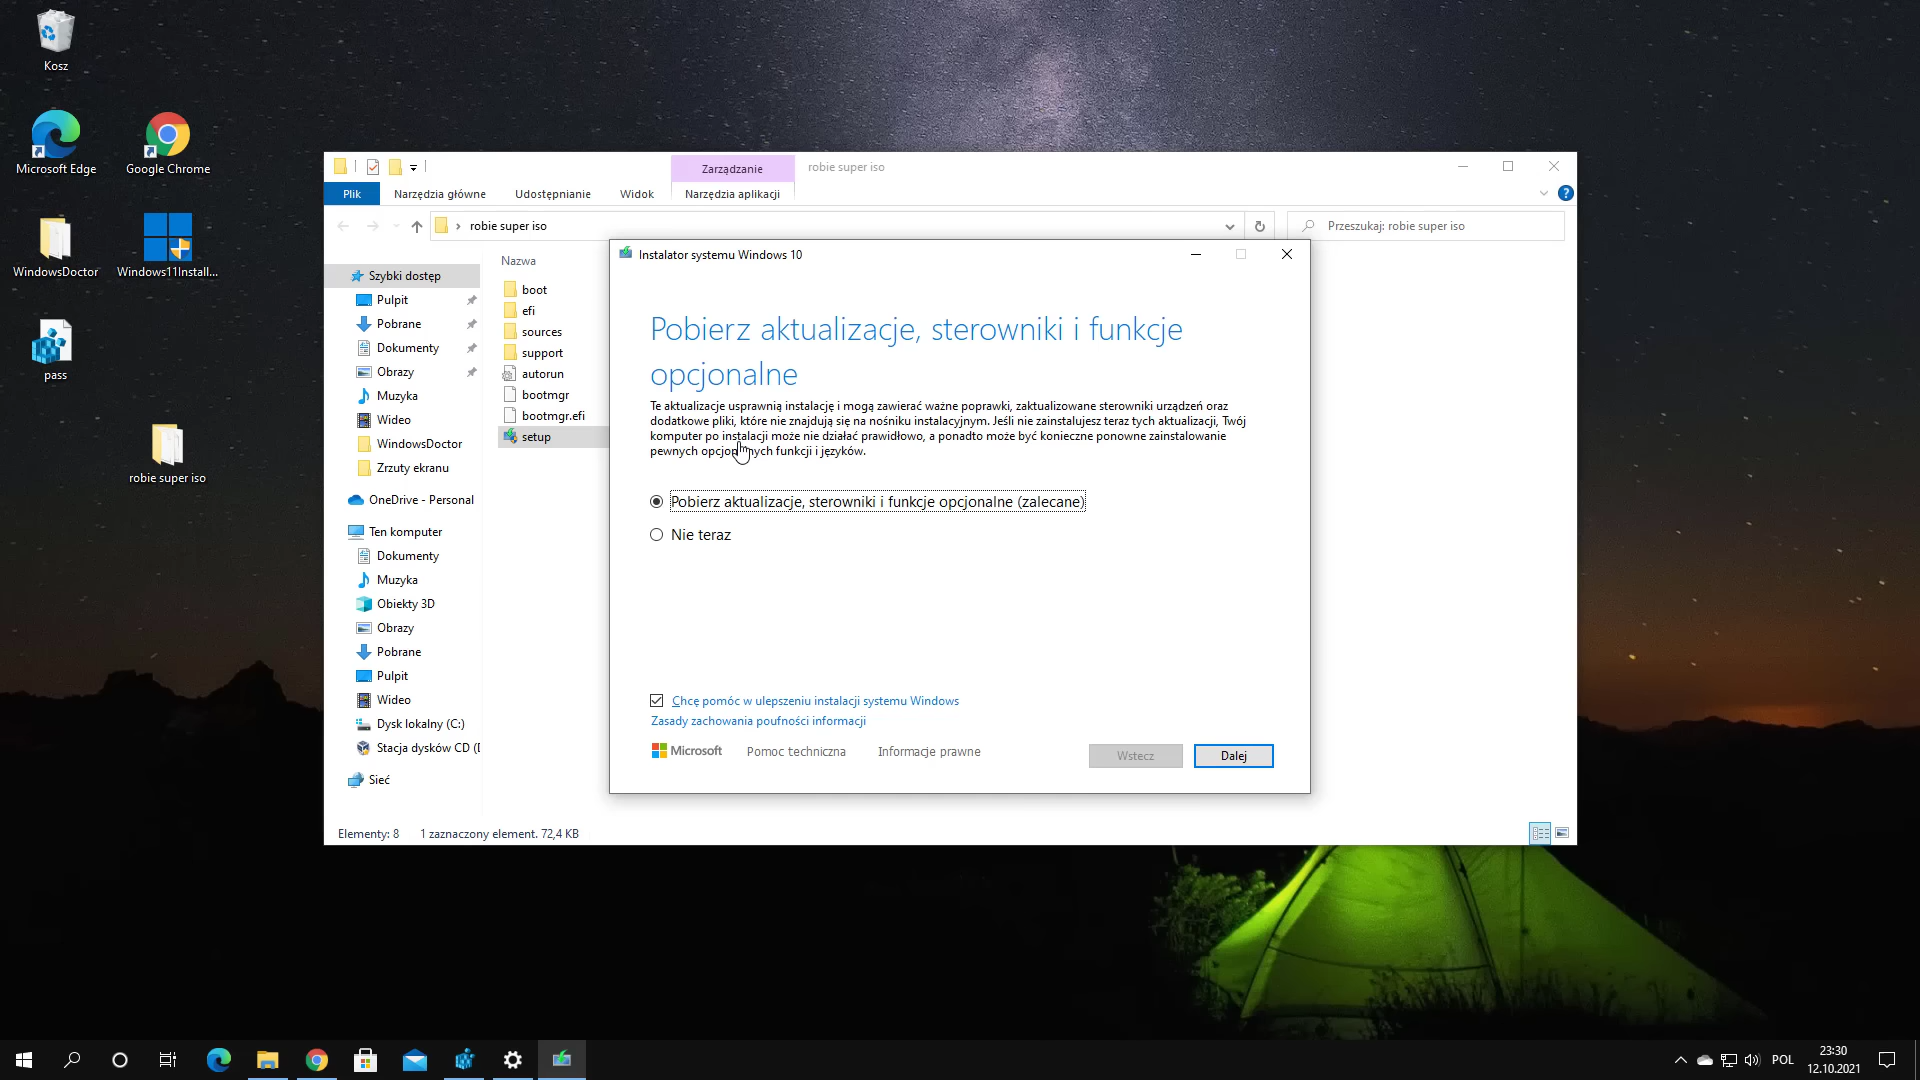 Kosz
Microsoft Edge
Google Chrome
WindowsDoctor
Windows11Install...
pass
robie super iso
Zarządzanie
robie super iso
Plik
Narzędzia główne
Udostępnianie
Widok
Narzędzia aplikacji
robie super iso
Przeszukaj: robie super iso
Szybki dostęp
Pulpit
Pobrane
Dokumenty
Obrazy
Muzyka
Wideo
WindowsDoctor
Zrzuty ekranu
OneDrive - Personal
Ten komputer
Dokumenty
Muzyka
Obiekty 3D
Obrazy
Pobrane
Pulpit
Wideo
Dysk lokalny (C:)
Stacja dysków CD (
Sieć
Nazwa
boot
efi
sources
support
autorun
bootmgr
bootmgr.efi
setup
Elementy: 8
1 zaznaczony element. 72,4 KB
Instalator systemu Windows 10
Pobierz aktualizacje, sterowniki i funkcje
opcjonalne
Te aktualizacje usprawnią instalację i mogą zawierać ważne poprawki, zaktualizowane sterowniki urządzeń oraz
dodatkowe pliki, które nie znajdują się na nośniku instalacyjnym. Jeśli nie zainstalujesz teraz tych aktualizacji, Twój
komputer po instalacji może nie działać prawidłowo, a ponadto może być konieczne ponowne zainstalowanie
pewnych opcjonalnych funkcji i języków.
Pobierz aktualizacje, sterowniki i funkcje opcjonalne (zalecane)
Nie teraz
Chcę pomóc w ulepszeniu instalacji systemu Windows
Zasady zachowania poufności informacji
Microsoft
Pomoc techniczna
Informacje prawne
Wstecz
Dalej
POL
23:30
12.10.2021